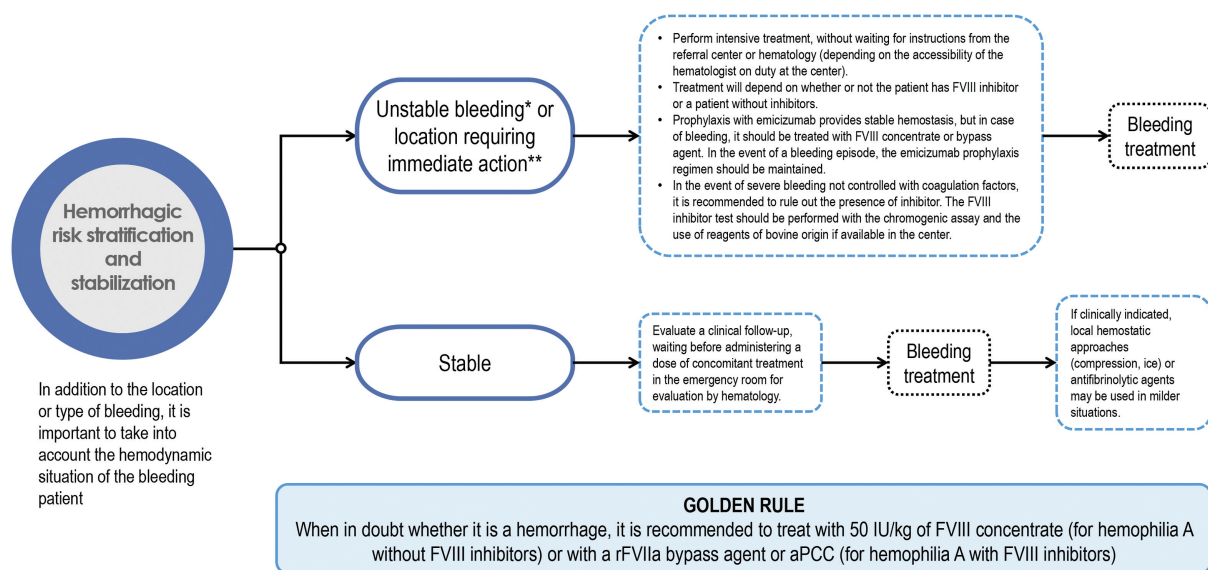 Hemorrhagic
risk stratification
and
stabilization
In addition to the location
or type of bleeding, it is
important to take into
account the hemodynamic
situation of the bleeding
patient
Unstable bleeding* or
location requiring
immediate action**
• Perform intensive treatment, without waiting for instructions from the
referral center or hematology (depending on the accessibility of the
hematologist on duty at the center).
• Treatment will depend on whether or not the patient has FVIII inhibitor
or a patient without inhibitors.
• Prophylaxis with emicizumab provides stable hemostasis, but in case
of bleeding, it should be treated with FVIII concentrate or bypass
agent. In the event of a bleeding episode, the emicizumab prophylaxis
regimen should be maintained.
• In the event of severe bleeding not controlled with coagulation factors,
it is recommended to rule out the presence of inhibitor. The FVIII
inhibitor test should be performed with the chromogenic assay and the
use of reagents of bovine origin if available in the center.
Bleeding
treatment
Stable
Evaluate a clinical follow-up,
waiting before administering a
dose of concomitant treatment
in the emergency room for
evaluation by hematology.
Bleeding
treatment
If clinically indicated,
local hemostatic
approaches
(compression, ice) or
antifibrinolytic agents
may be used in milder
situations.
GOLDEN RULE
When in doubt whether it is a hemorrhage, it is recommended to treat with 50 IU/kg of FVIII concentrate (for hemophilia A
without FVIII inhibitors) or with a rFVIIa bypass agent or aPCC (for hemophilia A with FVIII inhibitors)